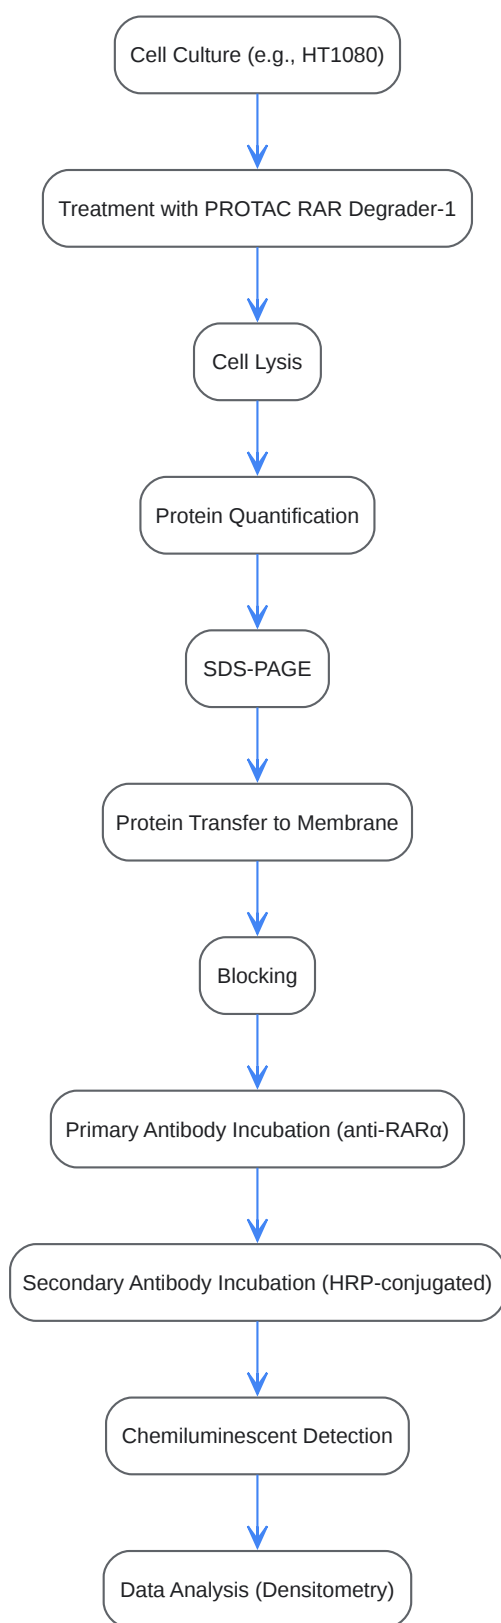 Cell Culture (e.g., HT1080)
Treatment with PROTAC RAR Degrader-1
Cell Lysis
Protein Quantification
SDS-PAGE
Protein Transfer to Membrane
Blocking
Primary Antibody Incubation (anti-RARα)
Secondary Antibody Incubation (HRP-conjugated)
Chemiluminescent Detection
Data Analysis (Densitometry)